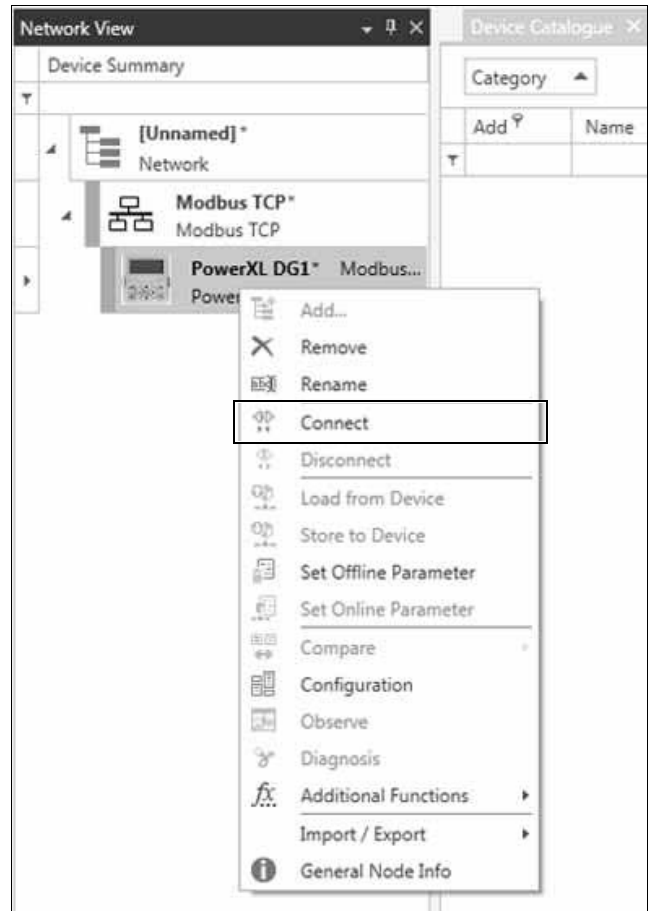 Network View
Device Catalogue
Device Summary
Category
Add Name
[Unnamed] *
Network
Modbus TCP*
Modbus TCP
PowerXL DG1* Modbus...
Power
Add...
Remove
Rename
Connect
Disconnect
Load from Device
Store to Device
Set Offline Parameter
Set Online Parameter
Compare
Configuration
Observe
Diagnosis
fx Additional Functions
Import / Export
General Node Info